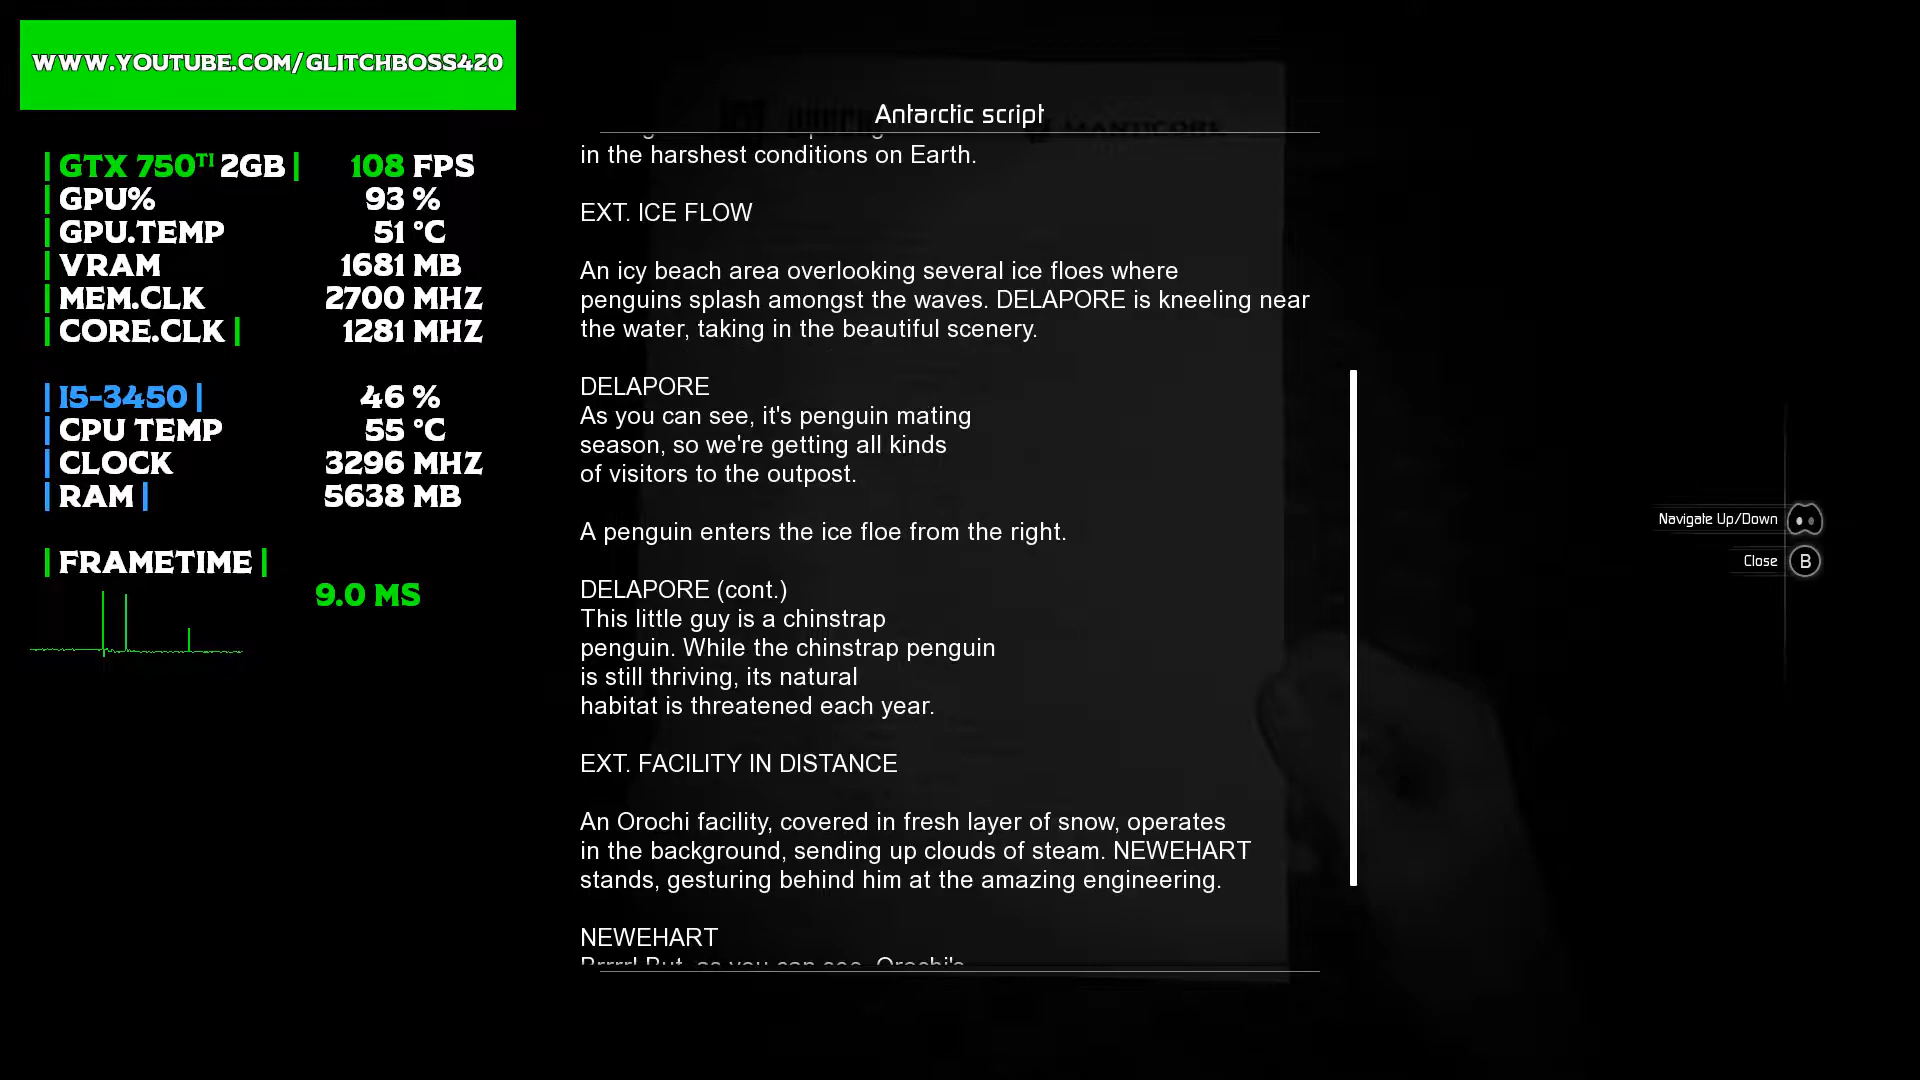 WWW.YOUTUBE.COM/GLITCHBOSS420
GTX 750TI 2GB 108 FPS
GPU% 93 %
GPU.TEMP 51 °C
VRAM 1681 MB
MEM.CLK 2700 MHZ
CORE.CLK 1281 MHZ
I5-3450 46 %
CPU TEMP 55 °C
CLOCK 3296 MHZ
RAM 5638 MB
FRAMETIME
9.0 MS
Antarctic script
MANTICORE
in the harshest conditions on Earth.
EXT. ICE FLOW
An icy beach area overlooking several ice floes where
penguins splash amongst the waves. DELAPORE is kneeling near
the water, taking in the beautiful scenery.
DELAPORE
As you can see, it's penguin mating
season, so we're getting all kinds
of visitors to the outpost.
A penguin enters the ice floe from the right.
DELAPORE (cont.)
This little guy is a chinstrap
penguin. While the chinstrap penguin
is still thriving, its natural
habitat is threatened each year.
EXT. FACILITY IN DISTANCE
An Orochi facility, covered in fresh layer of snow, operates
in the background, sending up clouds of steam. NEWEHART
stands, gesturing behind him at the amazing engineering.
NEWEHART
Brrrr! But, as you can see, Orochi's
Navigate Up/Down
Close B